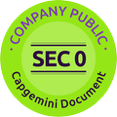 • COMPANY PUBLIC •
SEC 0
Capgemini Document